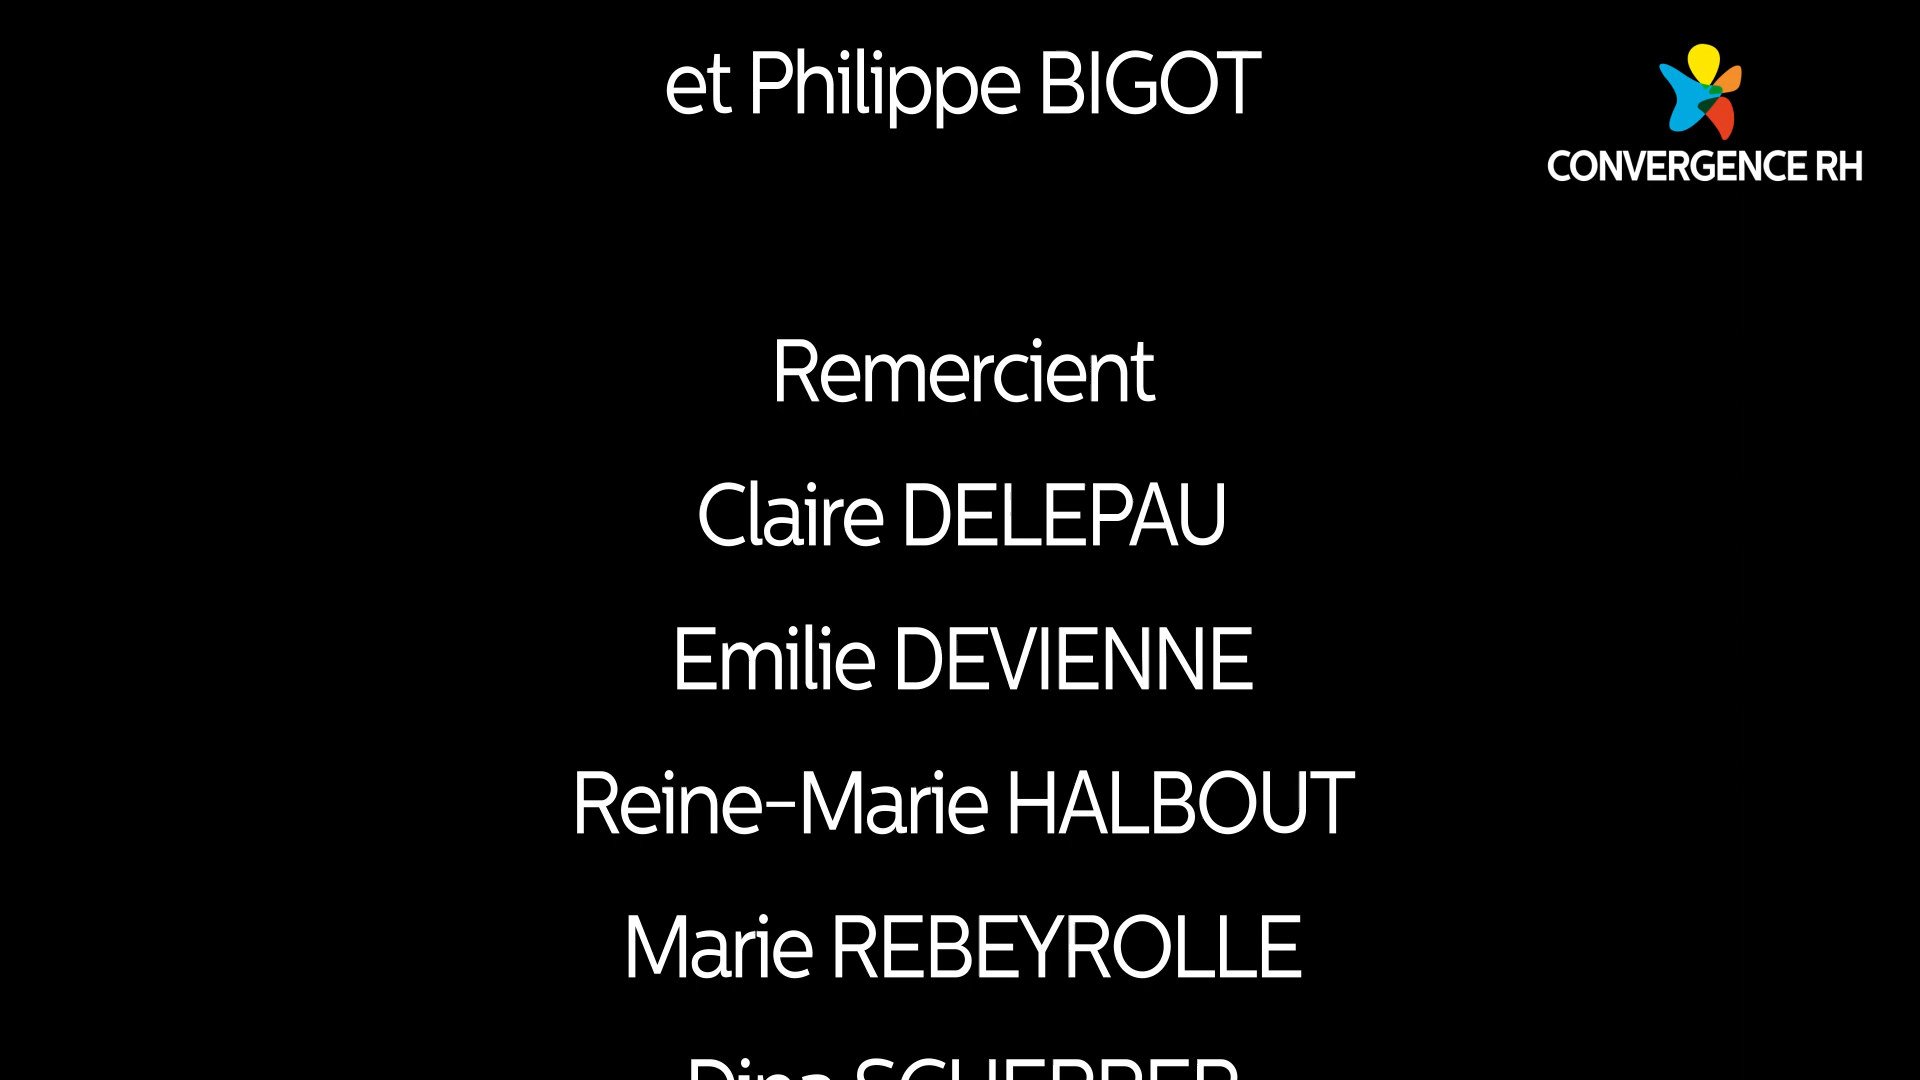 et Philippe BIGOT
CONVERGENCE RH
Remercient
Claire DELEPAU
Emilie DEVIENNE
Reine-Marie HALBOUT
Marie REBEYROLLE